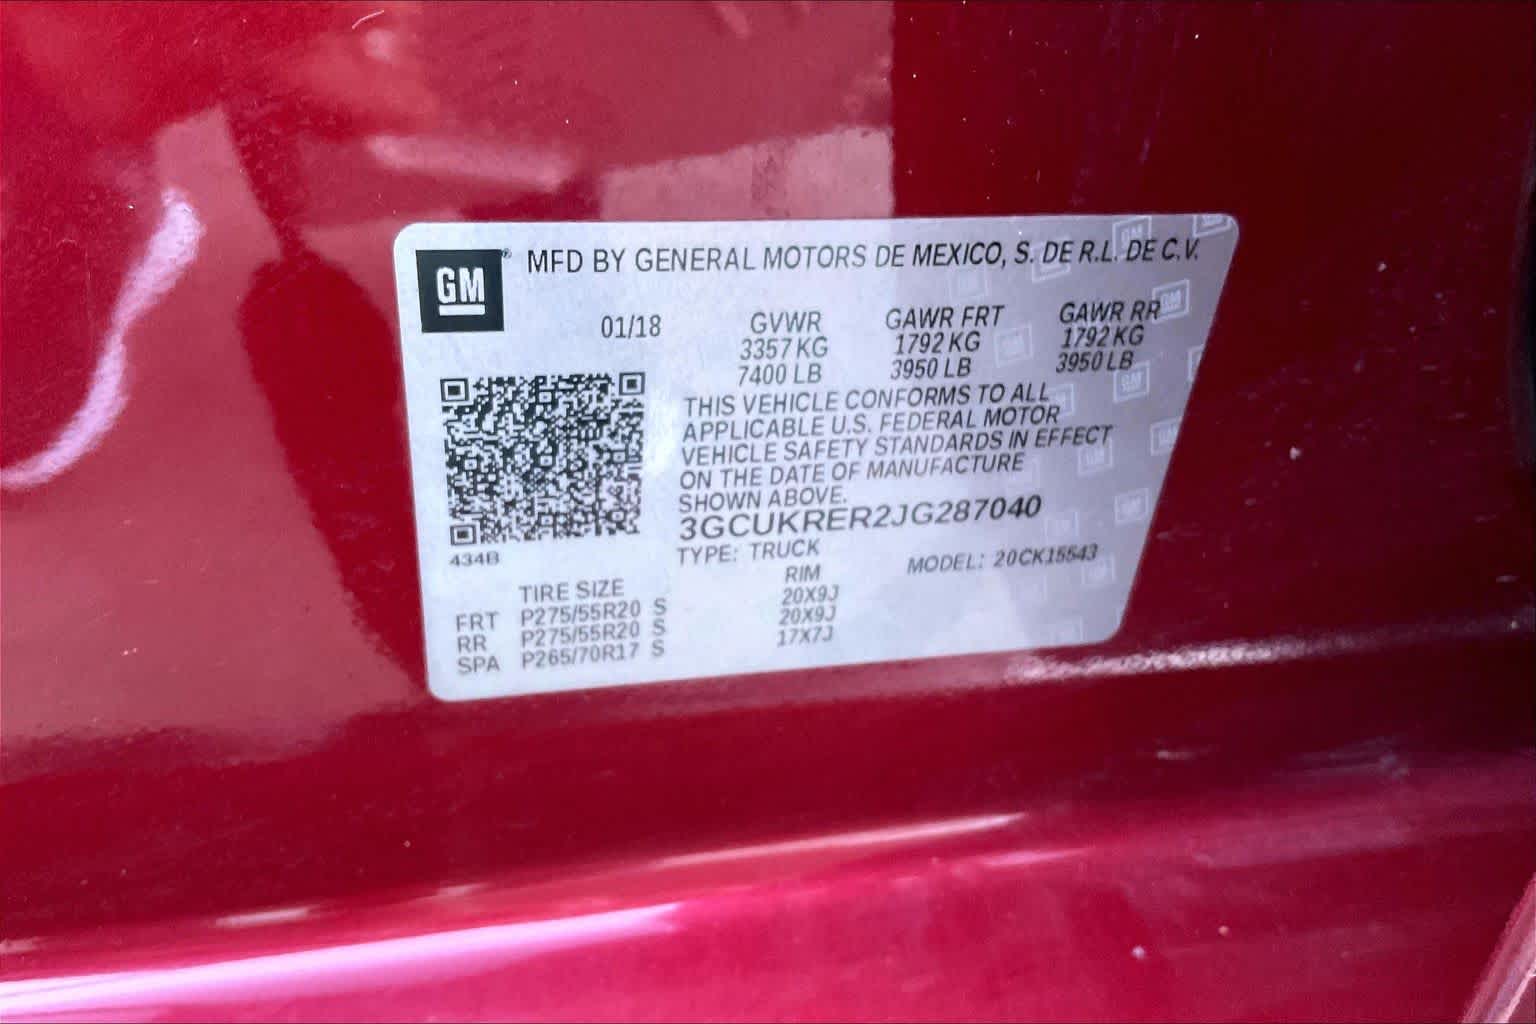 GM ® MFD BY GENERAL MOTORS DE MEXICO, S. DE R.L. DE C.V.
01/18 GVWR GAWR FRT GAWR RR
3357 KG 1792 KG 1792 KG
7400 LB 3950 LB 3950 LB
THIS VEHICLE CONFORMS TO ALL
APPLICABLE U.S. FEDERAL MOTOR
VEHICLE SAFETY STANDARDS IN EFFECT
ON THE DATE OF MANUFACTURE
SHOWN ABOVE.
3GCUKRER2JG287040
434B TYPE: TRUCK MODEL: 20CK15543
TIRE SIZE RIM
FRT P275/55R20 S 20X9J
RR P275/55R20 S 20X9J
SPA P265/70R17 S 17X7J